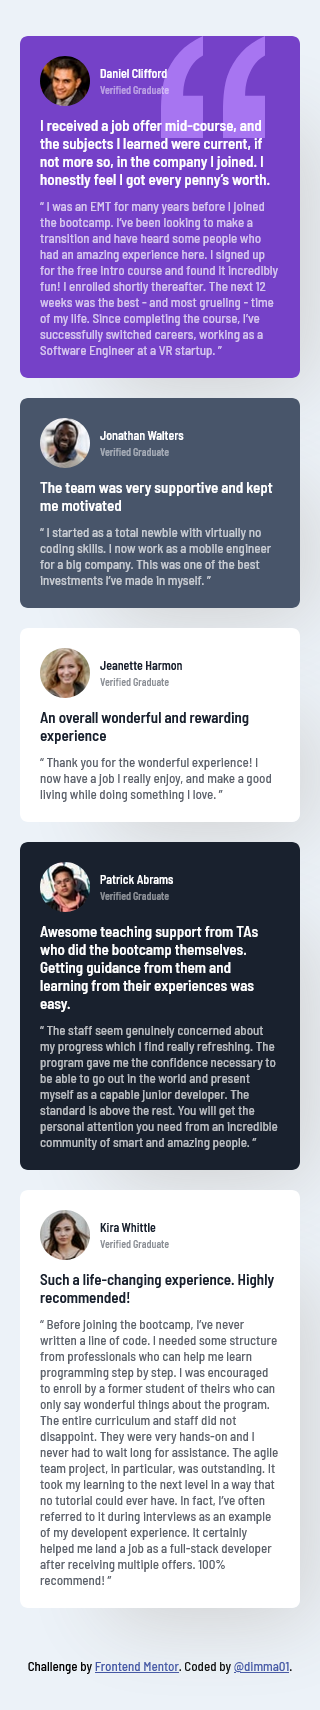 Daniel Clifford
Verified Graduate
I received a job offer mid-course, and
the subjects I learned were current, if
not more so, in the company I joined. I
honestly feel I got every penny's worth.
“ I was an EMT for many years before I joined
the bootcamp. I've been looking to make a
transition and have heard some people who
had an amazing experience here. I signed up
for the free intro course and found it incredibly
fun! I enrolled shortly thereafter. The next 12
weeks was the best - and most grueling - time
of my life. Since completing the course, I've
successfully switched careers, working as a
Software Engineer at a VR startup. ”
Jonathan Walters
Verified Graduate
The team was very supportive and kept
me motivated
“ I started as a total newbie with virtually no
coding skills. I now work as a mobile engineer
for a big company. This was one of the best
investments I've made in myself. ”
Jeanette Harmon
Verified Graduate
An overall wonderful and rewarding
experience
“ Thank you for the wonderful experience! I
now have a job I really enjoy, and make a good
living while doing something I love. ”
Patrick Abrams
Verified Graduate
Awesome teaching support from TAs
who did the bootcamp themselves.
Getting guidance from them and
learning from their experiences was
easy.
“ The staff seem genuinely concerned about
my progress which I find really refreshing. The
program gave me the confidence necessary to
be able to go out in the world and present
myself as a capable junior developer. The
standard is above the rest. You will get the
personal attention you need from an incredible
community of smart and amazing people. ”
Kira Whittle
Verified Graduate
Such a life-changing experience. Highly
recommended!
“ Before joining the bootcamp, I've never
written a line of code. I needed some structure
from professionals who can help me learn
programming step by step. I was encouraged
to enroll by a former student of theirs who can
only say wonderful things about the program.
The entire curriculum and staff did not
disappoint. They were very hands-on and I
never had to wait long for assistance. The agile
team project, in particular, was outstanding. It
took my learning to the next level in a way that
no tutorial could ever have. In fact, I've often
referred to it during interviews as an example
of my developent experience. It certainly
helped me land a job as a full-stack developer
after receiving multiple offers. 100%
recommend! ”
Challenge by Frontend Mentor. Coded by @dimma01.